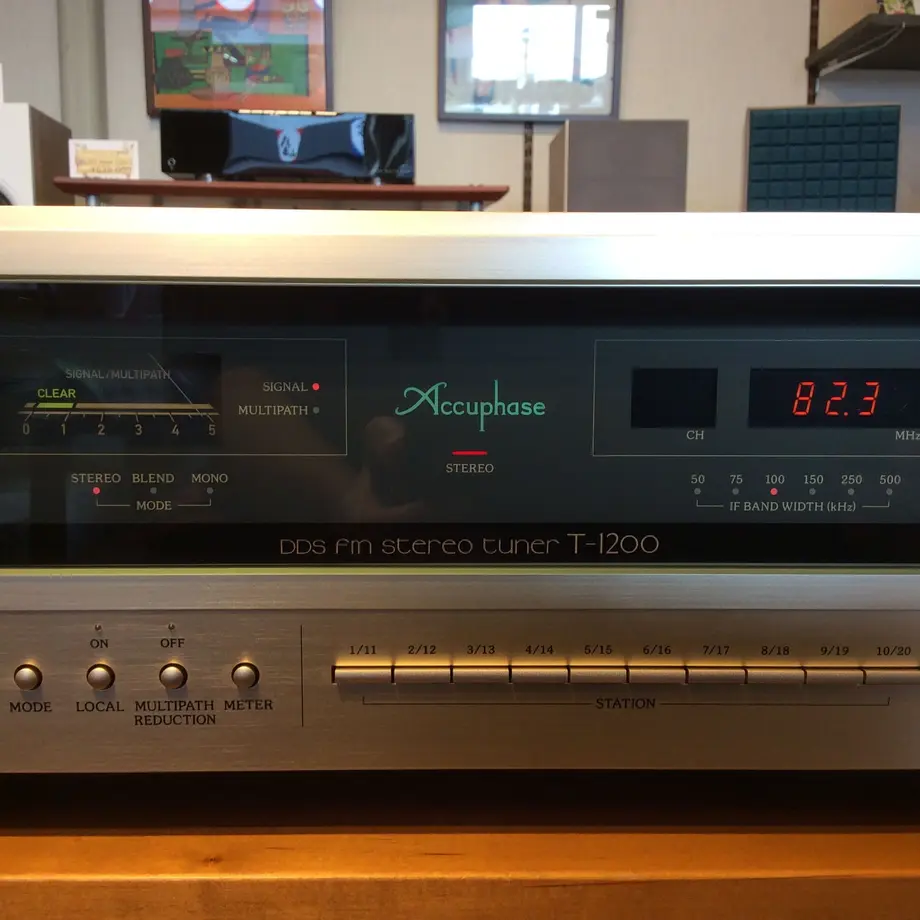 SIGNAL/MULTIPATH
CLEAR
0 1 2 3 4 5
SIGNAL
MULTIPATH
STEREO BLEND MONO
MODE
Accuphase
STEREO
CH
82.3
MHz
50 75 100 150 250 500
IF BAND WIDTH (kHz)
DDS FM stereo tuner T-1200
ON OFF
MODE LOCAL MULTIPATH REDUCTION METER
1/11 2/12 3/13 4/14 5/15 6/16 7/17 8/18 9/19 10/20
STATION